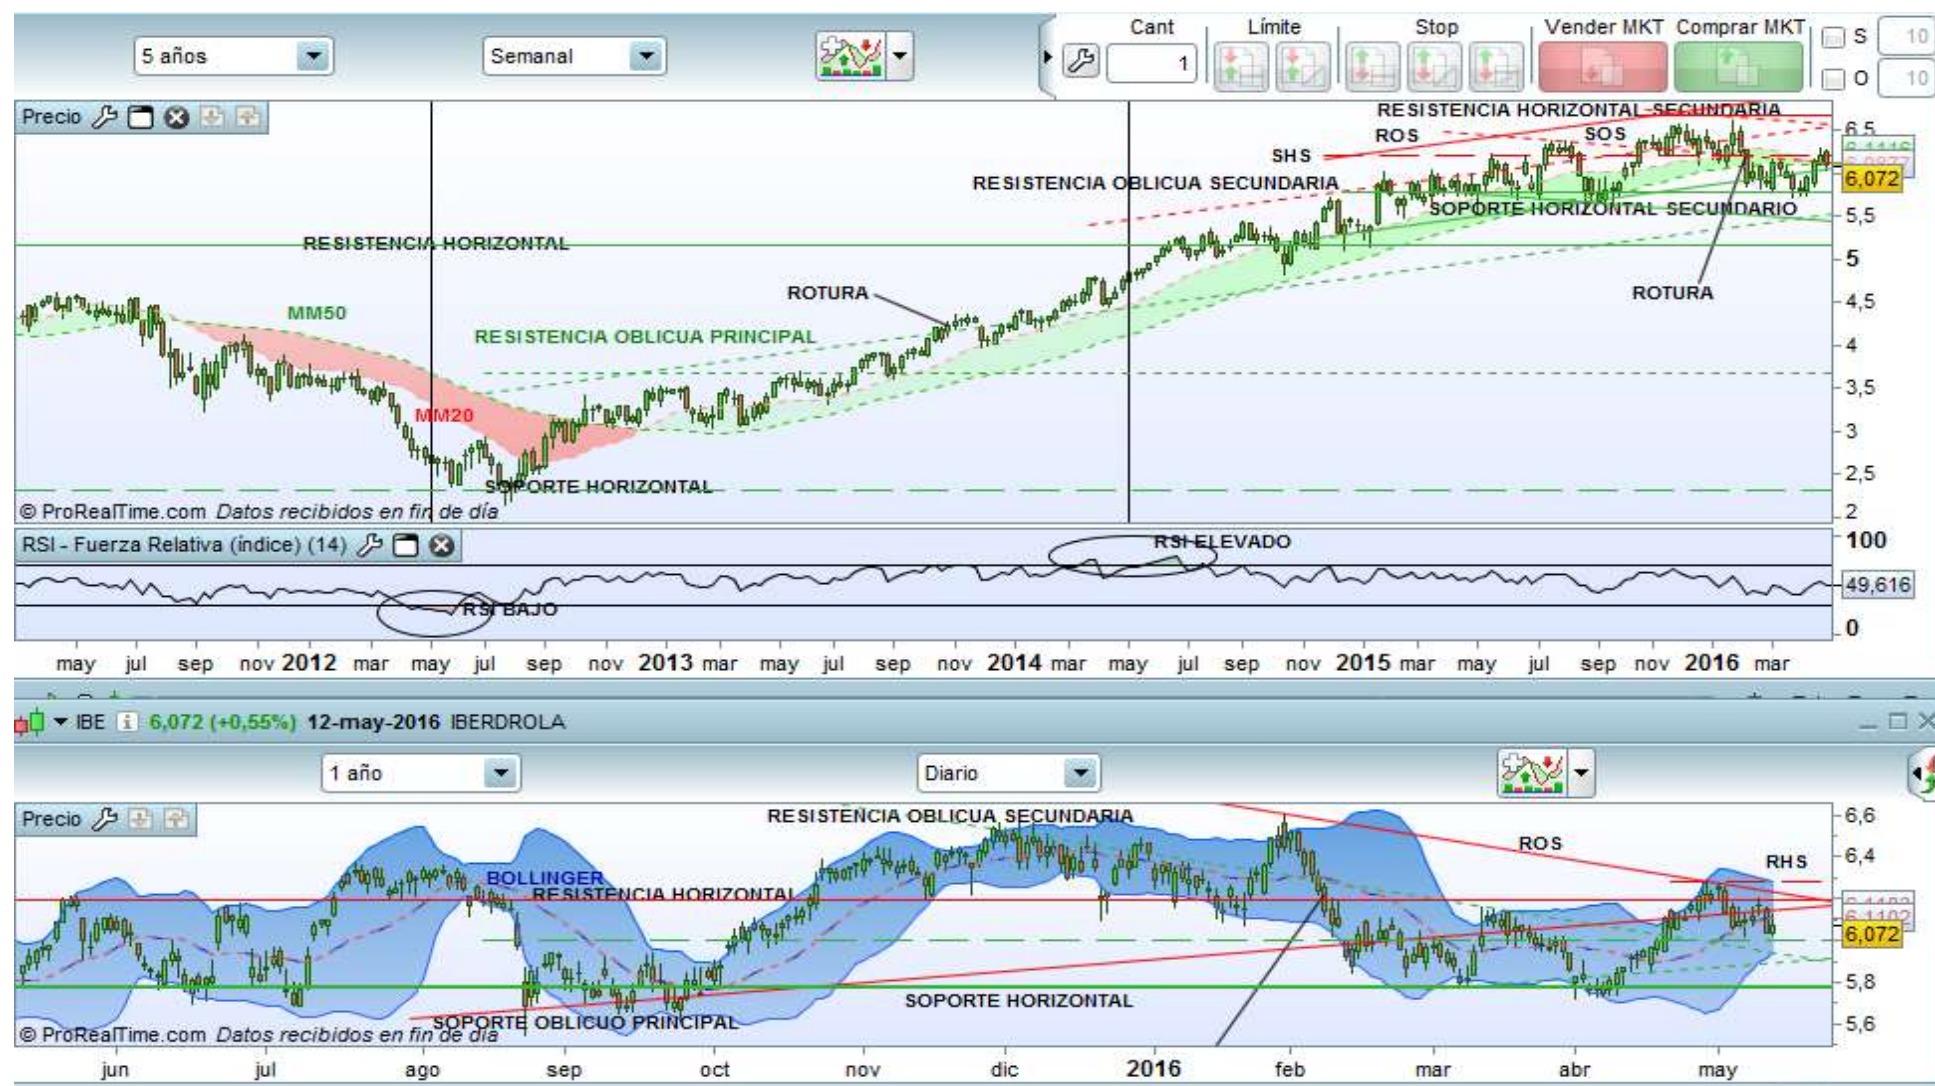 Cant Límite Stop Vender MKT Comprar MKT
5 años Semanal 1 S 10
O 10
Precio
RESISTENCIA HORIZONTAL SECUNDARIA
ROS SOS
SHS
RESISTENCIA OBLICUA SECUNDARIA
SOPORTE HORIZONTAL SECUNDARIO
RESISTENCIA HORIZONTAL
ROTURA ROTURA
MM50
RESISTENCIA OBLICUA PRINCIPAL
MM20
SOPORTE HORIZONTAL
© ProRealTime.com Datos recibidos en fin de día
6,5
6,072
5,5
5
4,5
4
3,5
3
2,5
2
RSI - Fuerza Relativa (índice) (14)
RSI ELEVADO
RSI BAJO
100
49,616
0
may jul sep nov 2012 mar may jul sep nov 2013 mar may jul sep nov 2014 mar may jul sep nov 2015 mar may jul sep nov 2016 mar
IBE 6,072 (+0,55%) 12-may-2016 IBERDROLA
1 año Diario
Precio
RESISTENCIA OBLICUA SECUNDARIA
ROS
RHS
BOLLINGER
RESISTENCIA HORIZONTAL
SOPORTE HORIZONTAL
SOPORTE OBLICUO PRINCIPAL
© ProRealTime.com Datos recibidos en fin de día
6,6
6,4
6,1102
6,072
5,8
5,6
jun jul ago sep oct nov dic 2016 feb mar abr may